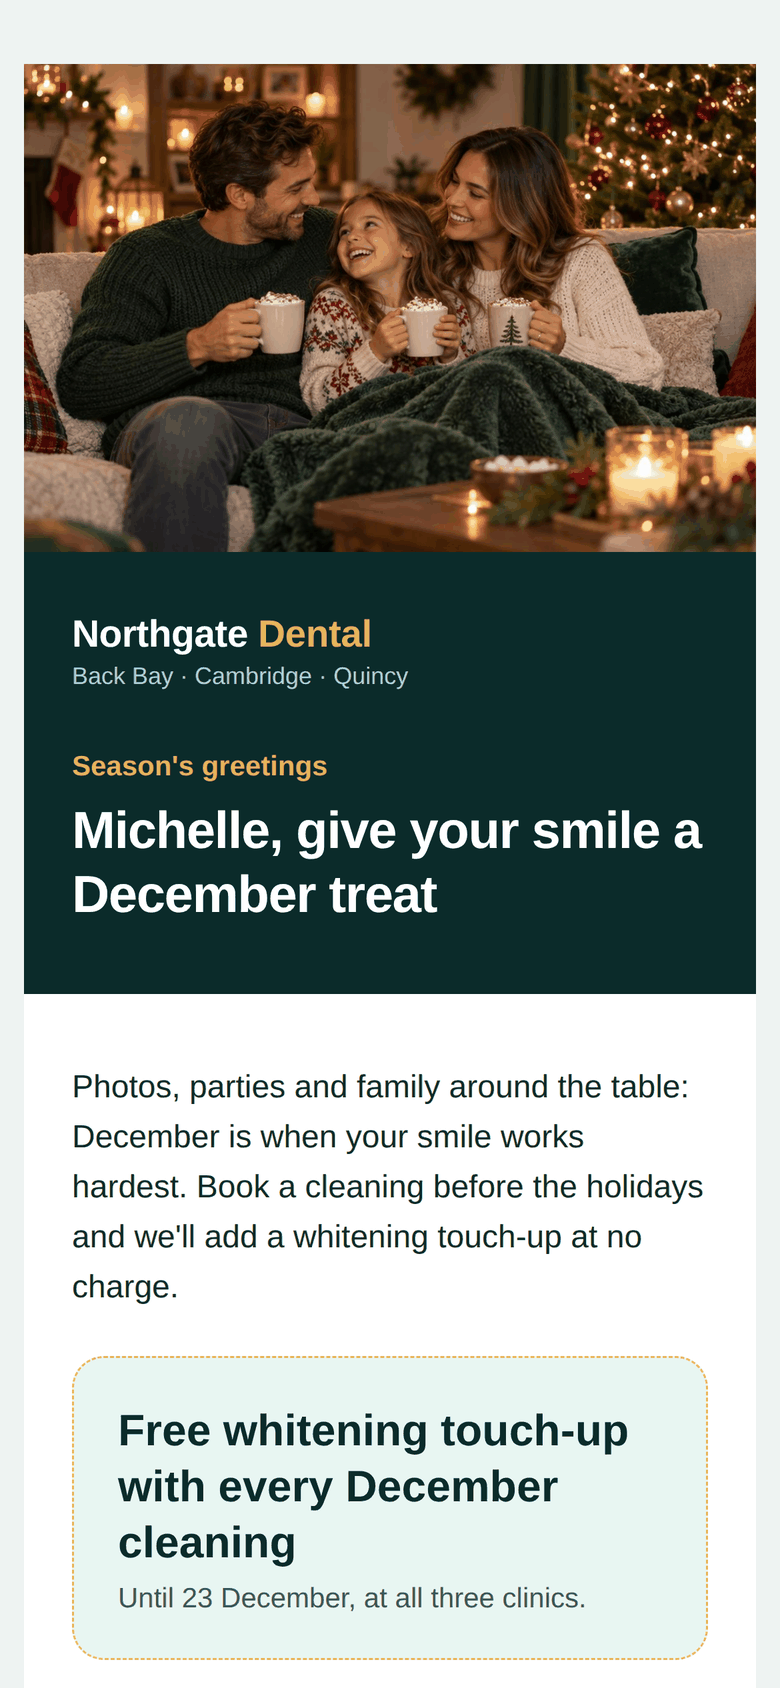 Northgate Dental
Back Bay · Cambridge · Quincy
Season's greetings
Michelle, give your smile a
December treat
Photos, parties and family around the table:
December is when your smile works
hardest. Book a cleaning before the holidays
and we'll add a whitening touch-up at no
charge.
Free whitening touch-up
with every December
cleaning
Until 23 December, at all three clinics.